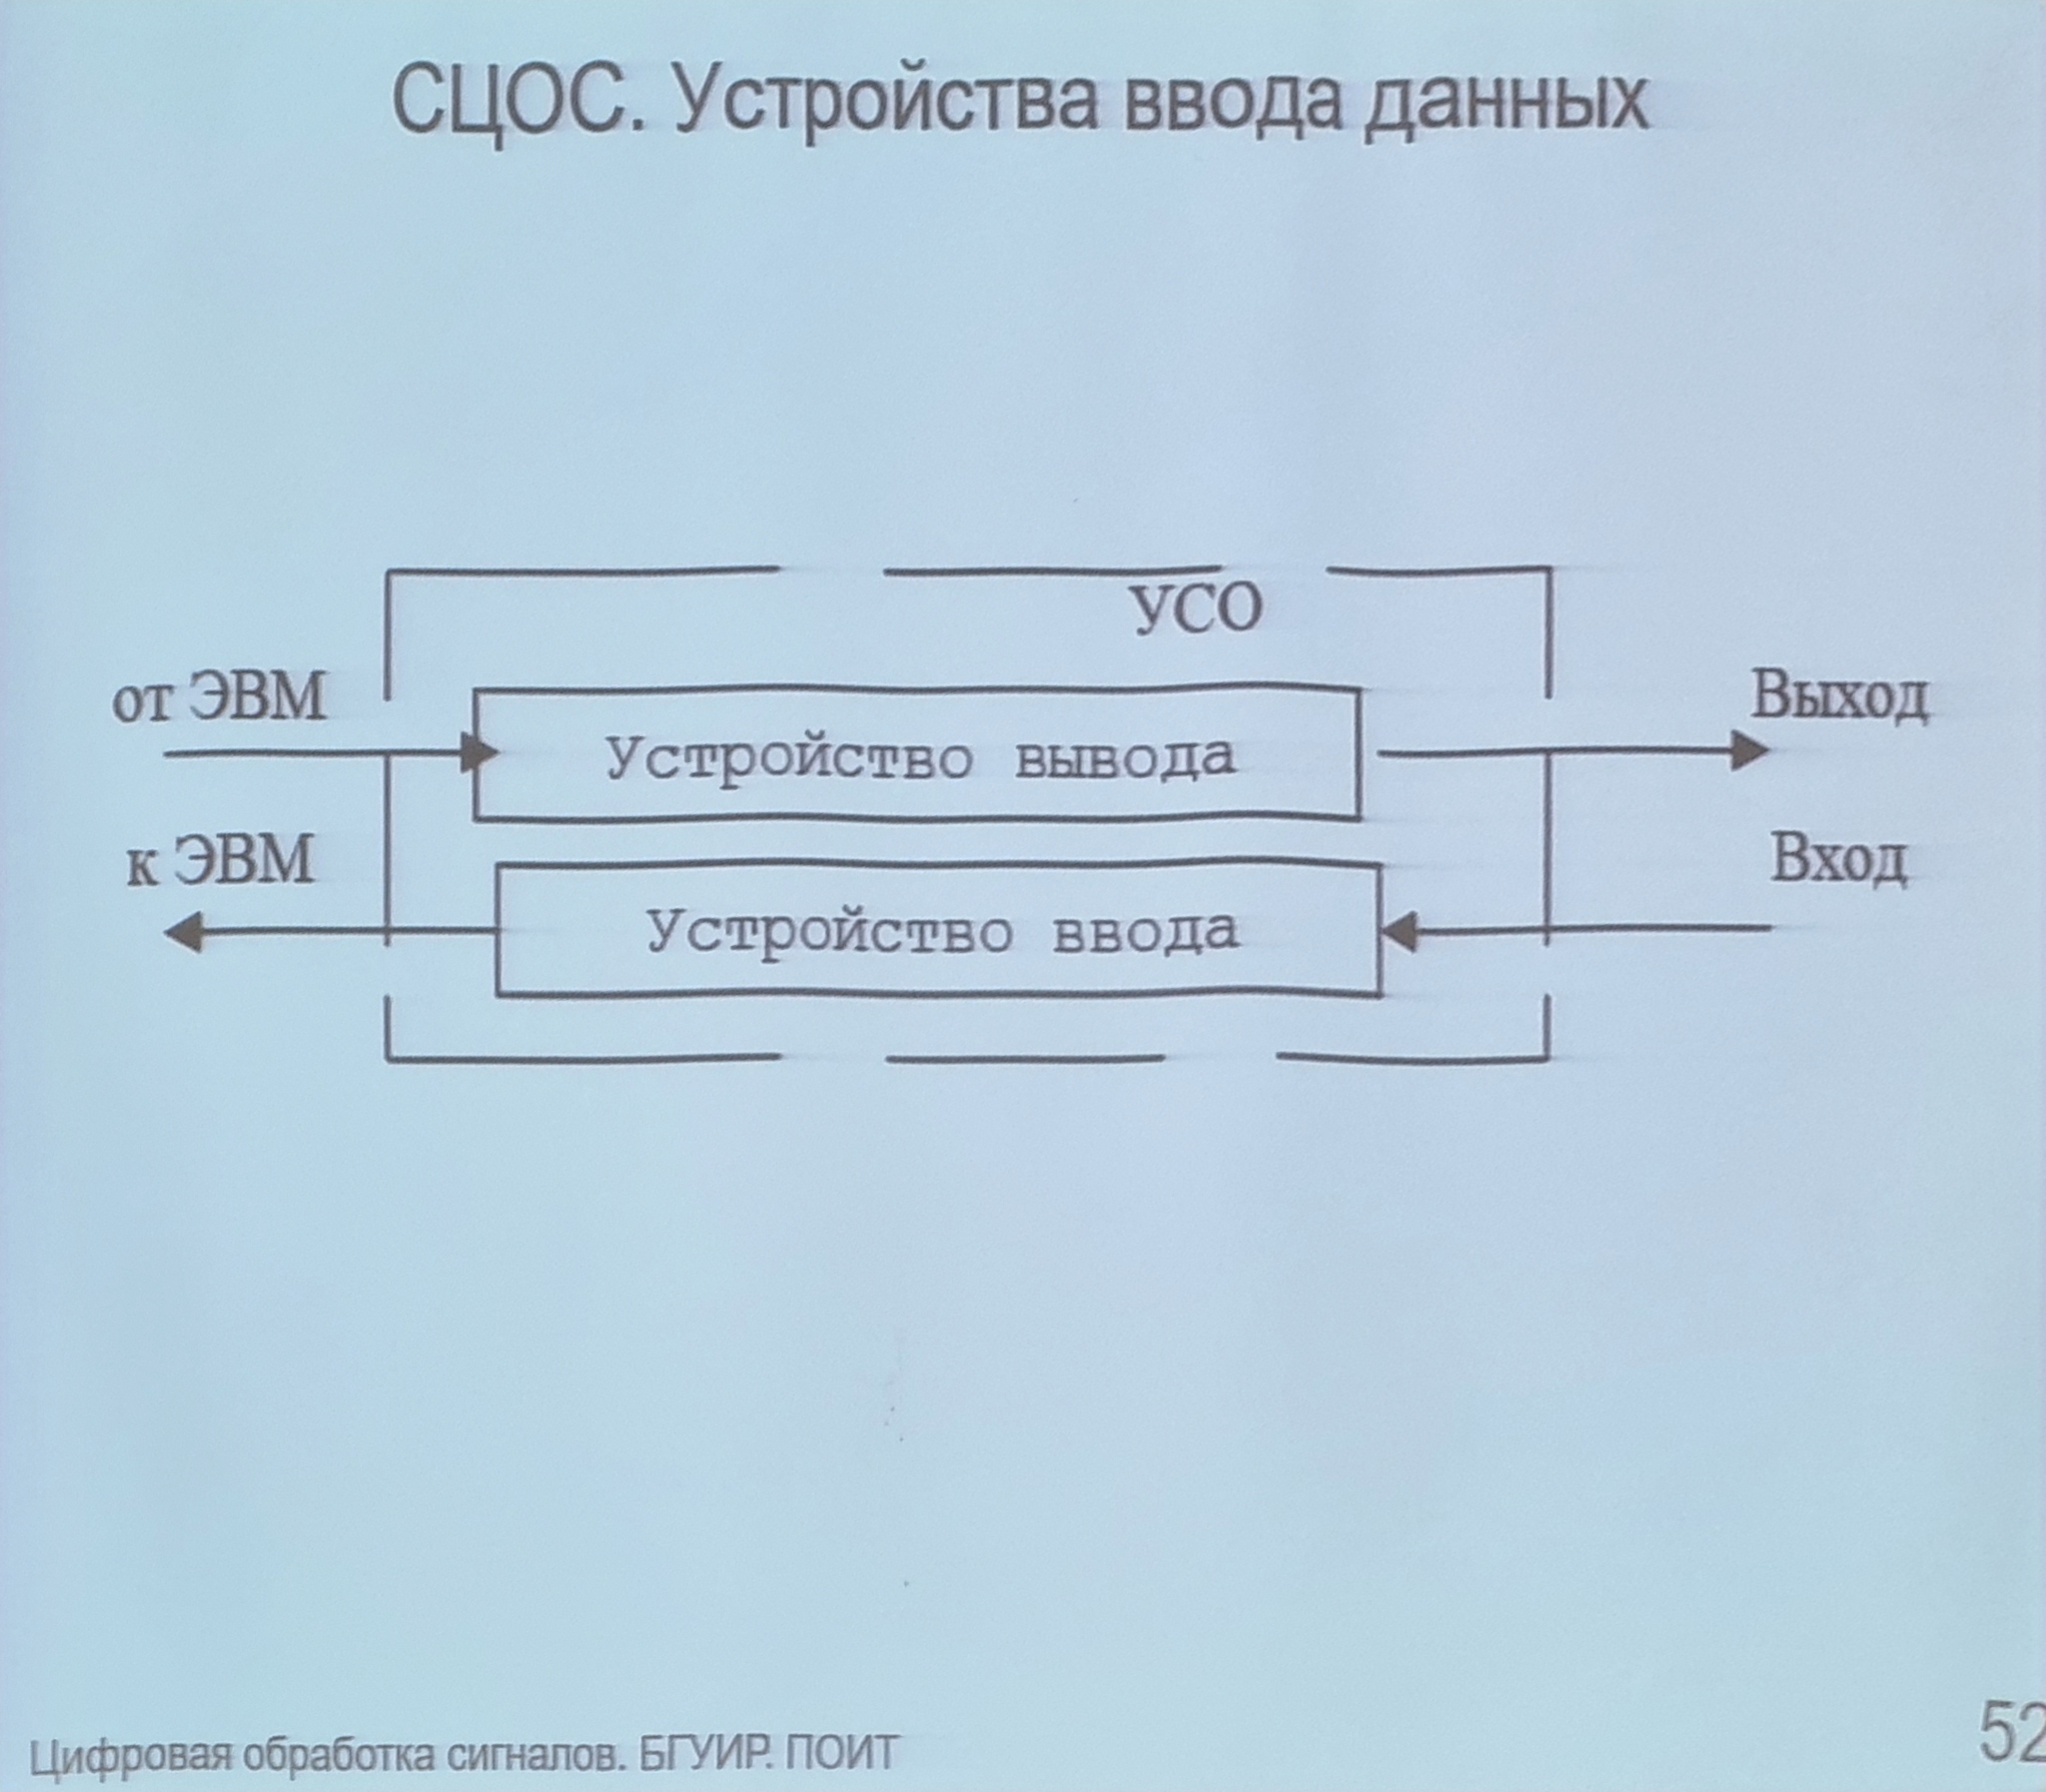 СЦОС. Устройства ввода данных
УСО
от ЭВМ
Устройство вывода
Выход
к ЭВМ
Устройство ввода
Вход
Цифровая обработка сигналов. БГУИР. ПОИТ
52